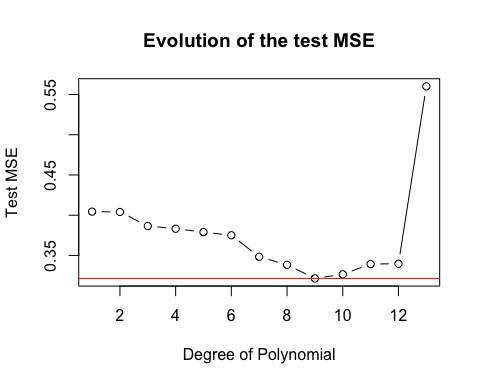 Evolution of the test MSE
Test MSE
0.55
0.45
0.35
2 4 6 8 10 12
Degree of Polynomial